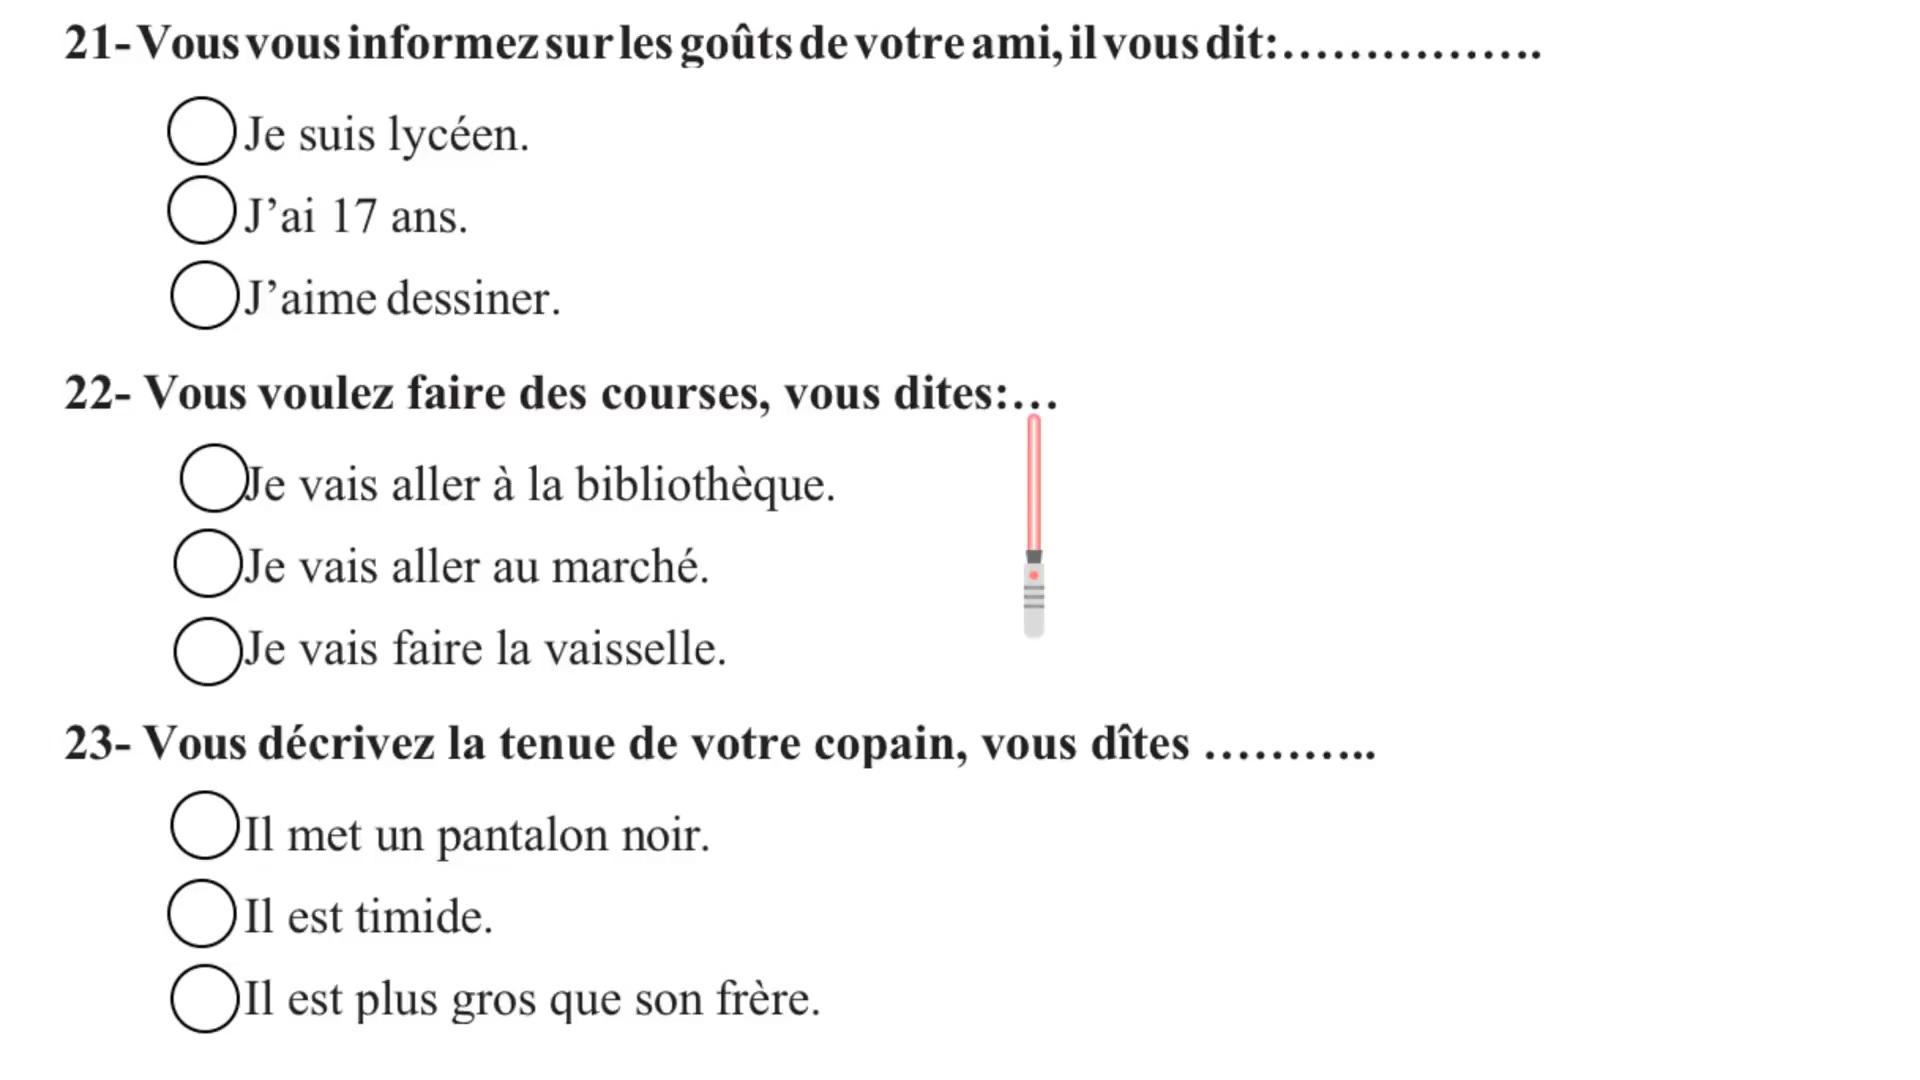 21- Vous vous informez sur les goûts de votre ami, il vous dit:…………….
Je suis lycéen.
J’ai 17 ans.
J’aime dessiner.
22- Vous voulez faire des courses, vous dites:…
Je vais aller à la bibliothèque.
Je vais aller au marché.
Je vais faire la vaisselle.
23- Vous décrivez la tenue de votre copain, vous dîtes ………..
Il met un pantalon noir.
Il est timide.
Il est plus gros que son frère.